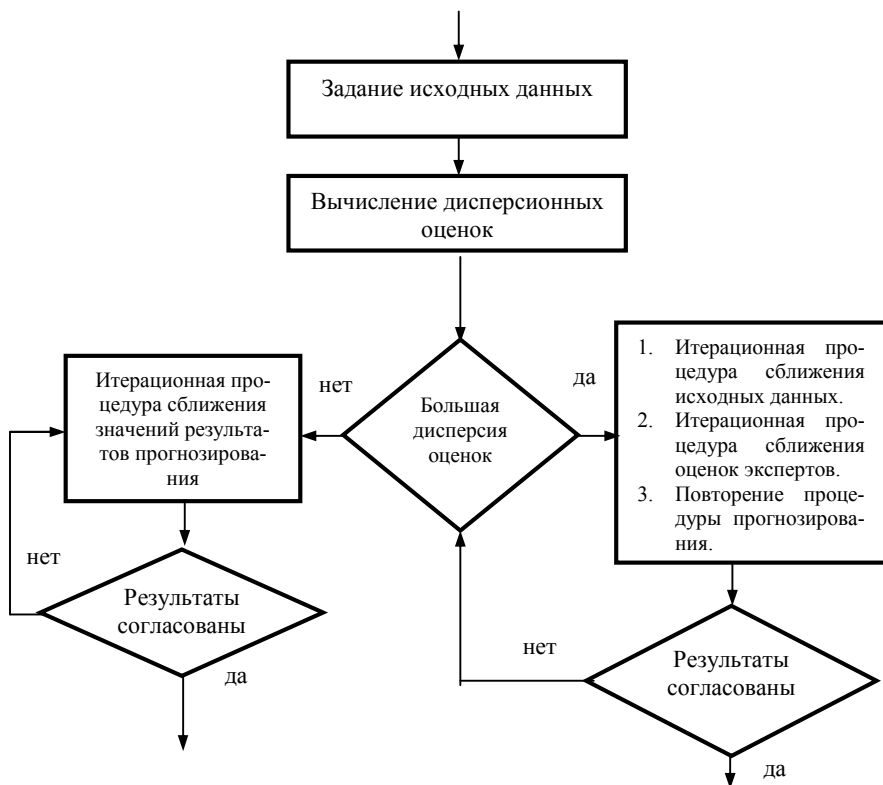 Задание исходных данных
Вычисление дисперсионных
оценок
Итерационная про-
цедура сближения
значений результа-
тов прогнозирова-
ния
нет
Большая
дисперсия
оценок
да
1. Итерационная про-
цедура сближения
исходных данных.
2. Итерационная про-
цедура сближения
оценок экспертов.
3. Повторение проце-
дуры прогнозирова-
ния.
нет
Результаты
согласованы
да
нет
Результаты
согласованы
да